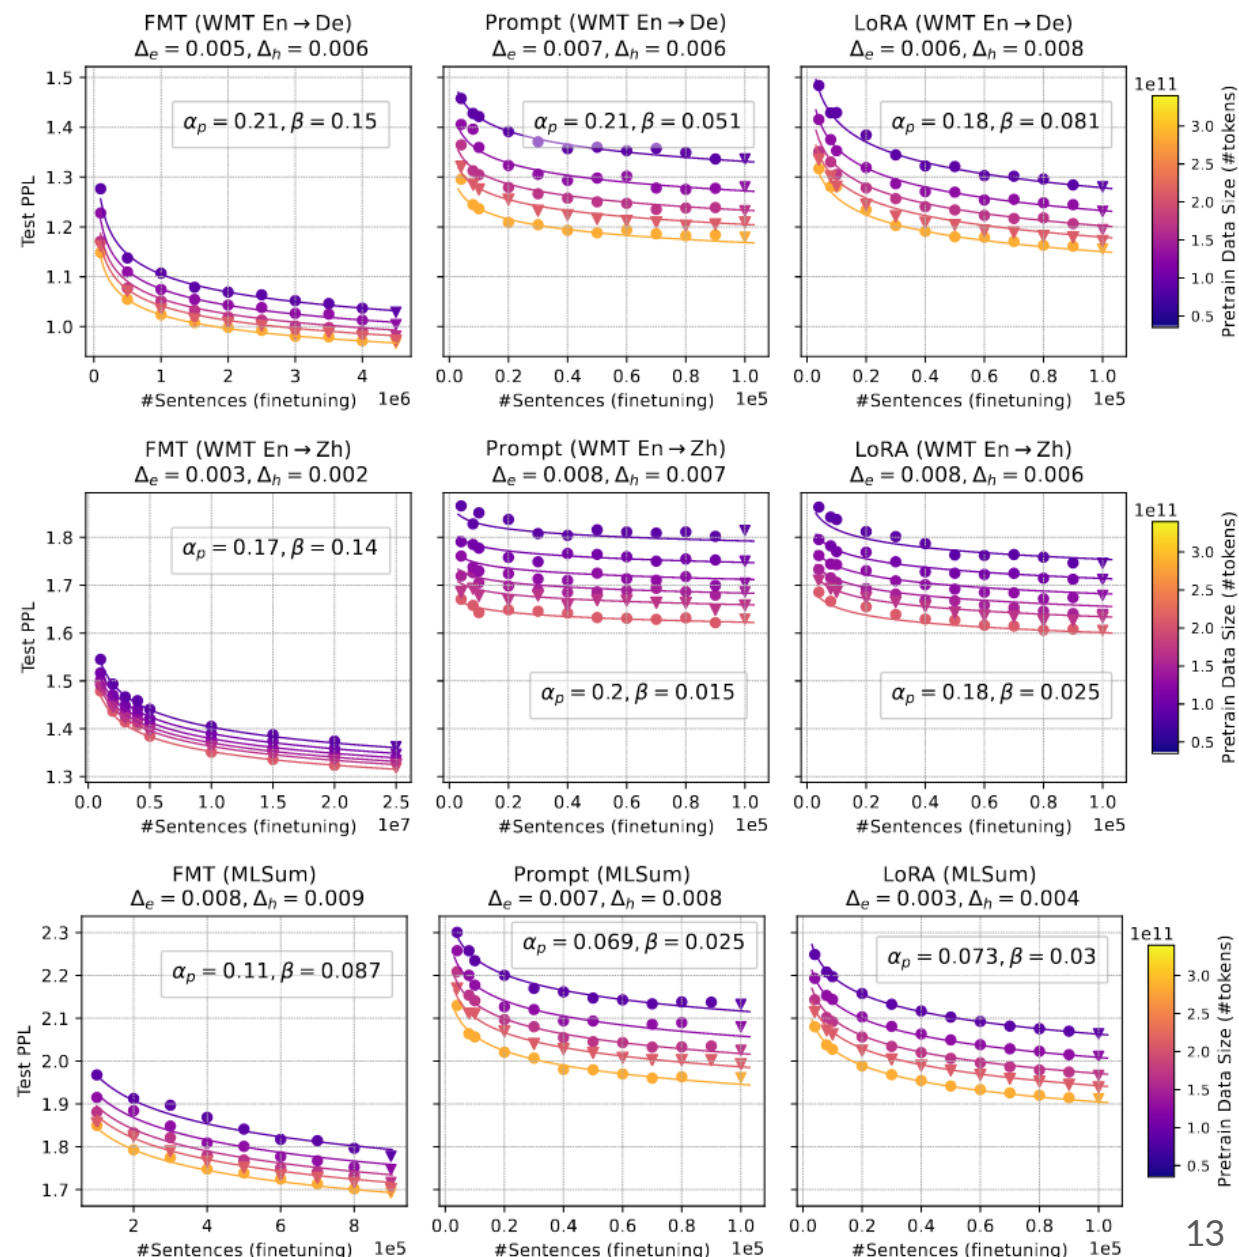 FMT (WMT En → De)
Δe = 0.005, Δh = 0.006
αp = 0.21, β = 0.15
1.5
1.4
1.3
1.2
1.1
1.0
Test PPL
0 1 2 3 4
#Sentences (finetuning) 1e6
Prompt (WMT En → De)
Δe = 0.007, Δh = 0.006
αp = 0.21, β = 0.051
0.0 0.2 0.4 0.6 0.8 1.0
#Sentences (finetuning) 1e5
LoRA (WMT En → De)
Δe = 0.006, Δh = 0.008
αp = 0.18, β = 0.081
0.0 0.2 0.4 0.6 0.8 1.0
#Sentences (finetuning) 1e5
1e11
3.0
2.5
2.0
1.5
1.0
0.5
Pretrain Data Size (#tokens)
FMT (WMT En → Zh)
Δe = 0.003, Δh = 0.002
αp = 0.17, β = 0.14
1.8
1.7
1.6
1.5
1.4
1.3
Test PPL
0.0 0.5 1.0 1.5 2.0 2.5
#Sentences (finetuning) 1e7
Prompt (WMT En → Zh)
Δe = 0.008, Δh = 0.007
αp = 0.2, β = 0.015
0.0 0.2 0.4 0.6 0.8 1.0
#Sentences (finetuning) 1e5
LoRA (WMT En → Zh)
Δe = 0.008, Δh = 0.006
αp = 0.18, β = 0.025
0.0 0.2 0.4 0.6 0.8 1.0
#Sentences (finetuning) 1e5
1e11
3.0
2.5
2.0
1.5
1.0
0.5
Pretrain Data Size (#tokens)
FMT (MLSum)
Δe = 0.008, Δh = 0.009
αp = 0.11, β = 0.087
2.3
2.2
2.1
2.0
1.9
1.8
1.7
Test PPL
2 4 6 8
#Sentences (finetuning) 1e5
Prompt (MLSum)
Δe = 0.007, Δh = 0.008
αp = 0.069, β = 0.025
0.0 0.2 0.4 0.6 0.8 1.0
#Sentences (finetuning) 1e5
LoRA (MLSum)
Δe = 0.003, Δh = 0.004
αp = 0.073, β = 0.03
0.0 0.2 0.4 0.6 0.8 1.0
#Sentences (finetuning) 1e5
1e11
3.0
2.5
2.0
1.5
1.0
0.5
Pretrain Data Size (#tokens)
13